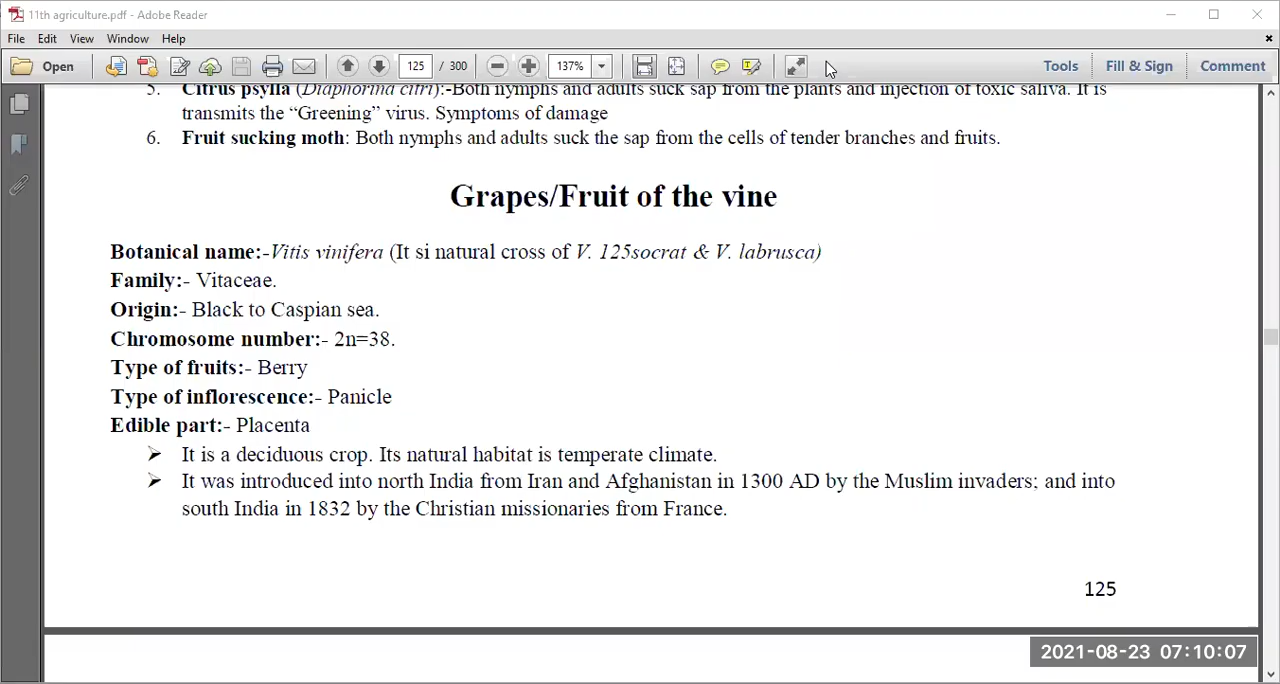 11th agriculture.pdf - Adobe Reader
File Edit View Window Help
Open 125 / 300 137% Tools Fill & Sign Comment
5. Citrus psylla (Diaphorina citri):-Both nymphs and adults suck sap from the plants and injection of toxic saliva. It is
transmits the “Greening” virus. Symptoms of damage
6. Fruit sucking moth: Both nymphs and adults suck the sap from the cells of tender branches and fruits.
Grapes/Fruit of the vine
Botanical name:-Vitis vinifera (It si natural cross of V. 125socrat & V. labrusca)
Family:- Vitaceae.
Origin:- Black to Caspian sea.
Chromosome number:- 2n=38.
Type of fruits:- Berry
Type of inflorescence:- Panicle
Edible part:- Placenta
➢ It is a deciduous crop. Its natural habitat is temperate climate.
➢ It was introduced into north India from Iran and Afghanistan in 1300 AD by the Muslim invaders; and into
south India in 1832 by the Christian missionaries from France.
125
2021-08-23 07:10:07